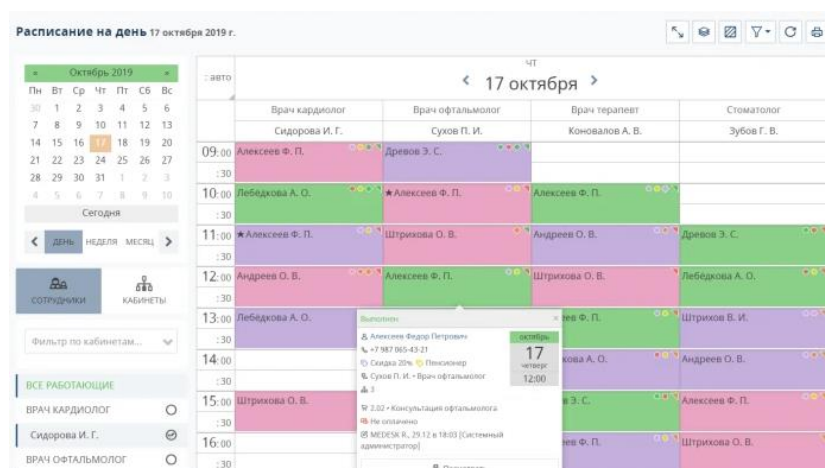 Расписание на день 17 октября 2019 г.
« Октябрь 2019 »
Пн Вт Ср Чт Пт Сб Вс
30 1 2 3 4 5 6
7 8 9 10 11 12 13
14 15 16 17 18 19 20
21 22 23 24 25 26 27
28 29 30 31 1 2 3
4 5 6 7 8 9 10
Сегодня
ДЕНЬ НЕДЕЛЯ МЕСЯЦ
СОТРУДНИКИ КАБИНЕТЫ
Фильтр по кабинетам...
ВСЕ РАБОТАЮЩИЕ
ВРАЧ КАРДИОЛОГ
Сидорова И. Г.
ВРАЧ ОФТАЛЬМОЛОГ
: авто
ЧТ
17 октября
Врач кардиолог Врач офтальмолог Врач терапевт Стоматолог
Сидорова И. Г. Сухов П. И. Коновалов А. В. Зубов Г. В.
09:00 Алексеев Ф. П. Древов Э. С.
:30
10:00 Лебедкова А. О. ★Алексеев Ф. П. Алексеев Ф. П.
:30
11:00 ★Алексеев Ф. П. Штрихова О. В. Андреев О. В. Древов Э. С.
:30
12:00 Андреев О. В. Алексеев Ф. П. Штрихова О. В. Лебедкова А. О.
:30
13:00 Лебедкова А. О. еев Ф. П. Штрихов В. И.
:30
14:00 кова А. О. Андреев О. В.
:30
15:00 Штрихова О. В. в Э. С. Алексеев Ф. П.
:30
16:00 еев Ф. П. Штрихова О. В.
:30
Выполнен ×
Алексеев Федор Петрович
+7 987 065-43-21
Скидка 20% Пенсионер
Сухов П. И. • Врач офтальмолог
3
2.02 • Консультация офтальмолога
Не оплачено
MEDESK R., 29.12 в 18:03 [Системный
администратор]
октябрь
17
четверг
12:00